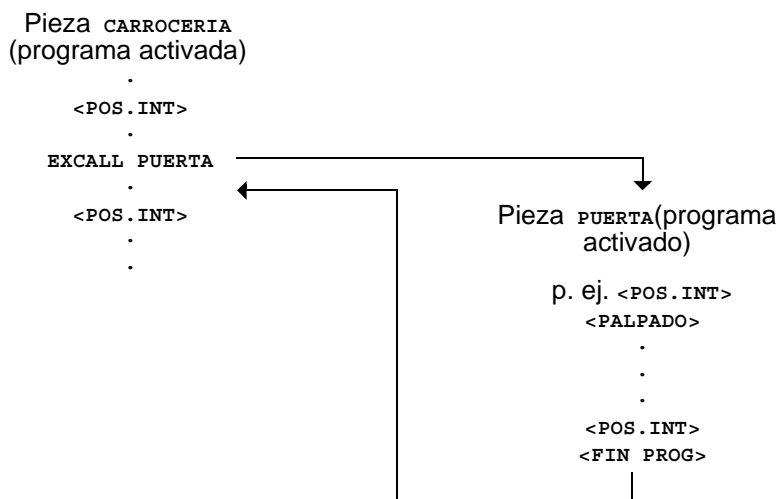 Pieza CARROCERIA
(programa activada)
.
<POS.INT>
.
EXCALL PUERTA
.
<POS.INT>
.
.
Pieza PUERTA(programa
activado)
p. ej. <POS.INT>
<PALPADO>
.
.
.
<POS.INT>
<FIN PROG>